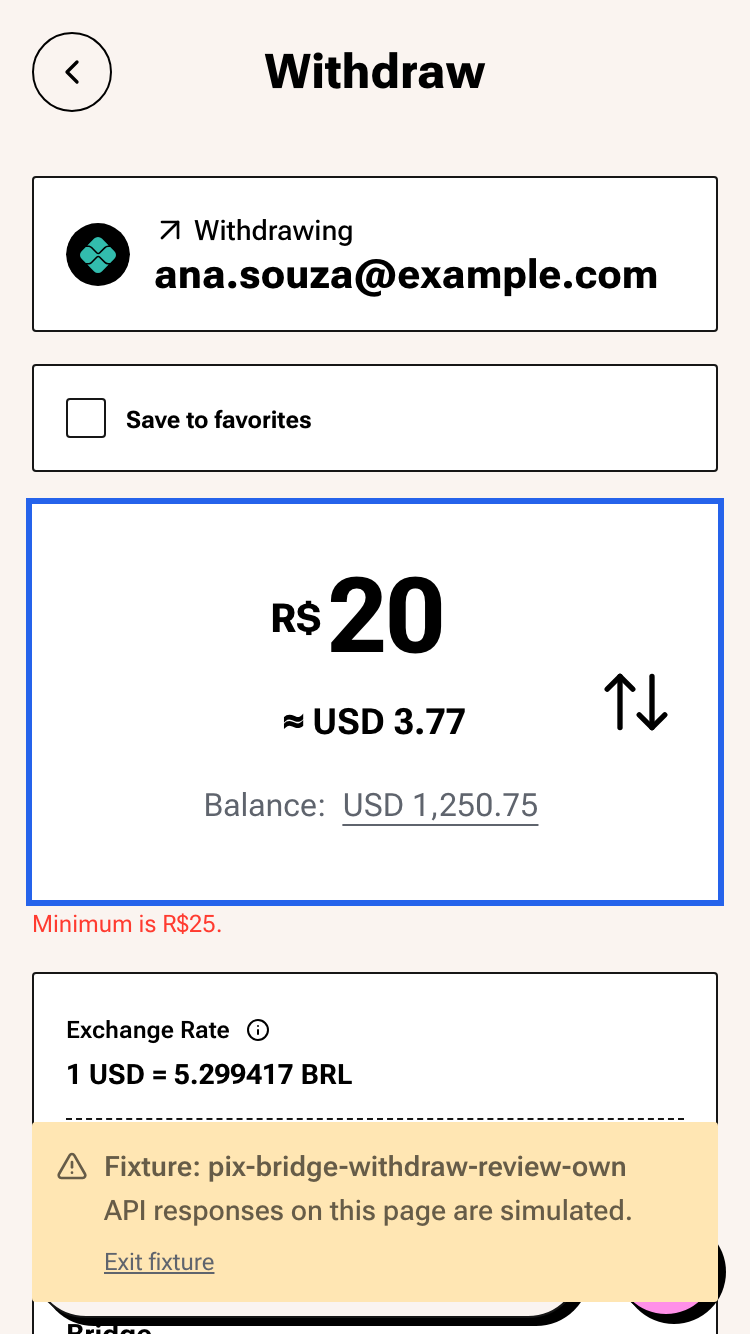 Withdraw
Withdrawing
ana.souza@example.com
Save to favorites
R$20
≈ USD 3.77
Balance: USD 1,250.75
Minimum is R$25.
Exchange Rate
1 USD = 5.299417 BRL
Fixture: pix-bridge-withdraw-review-own
API responses on this page are simulated.
Exit fixture
Bridge